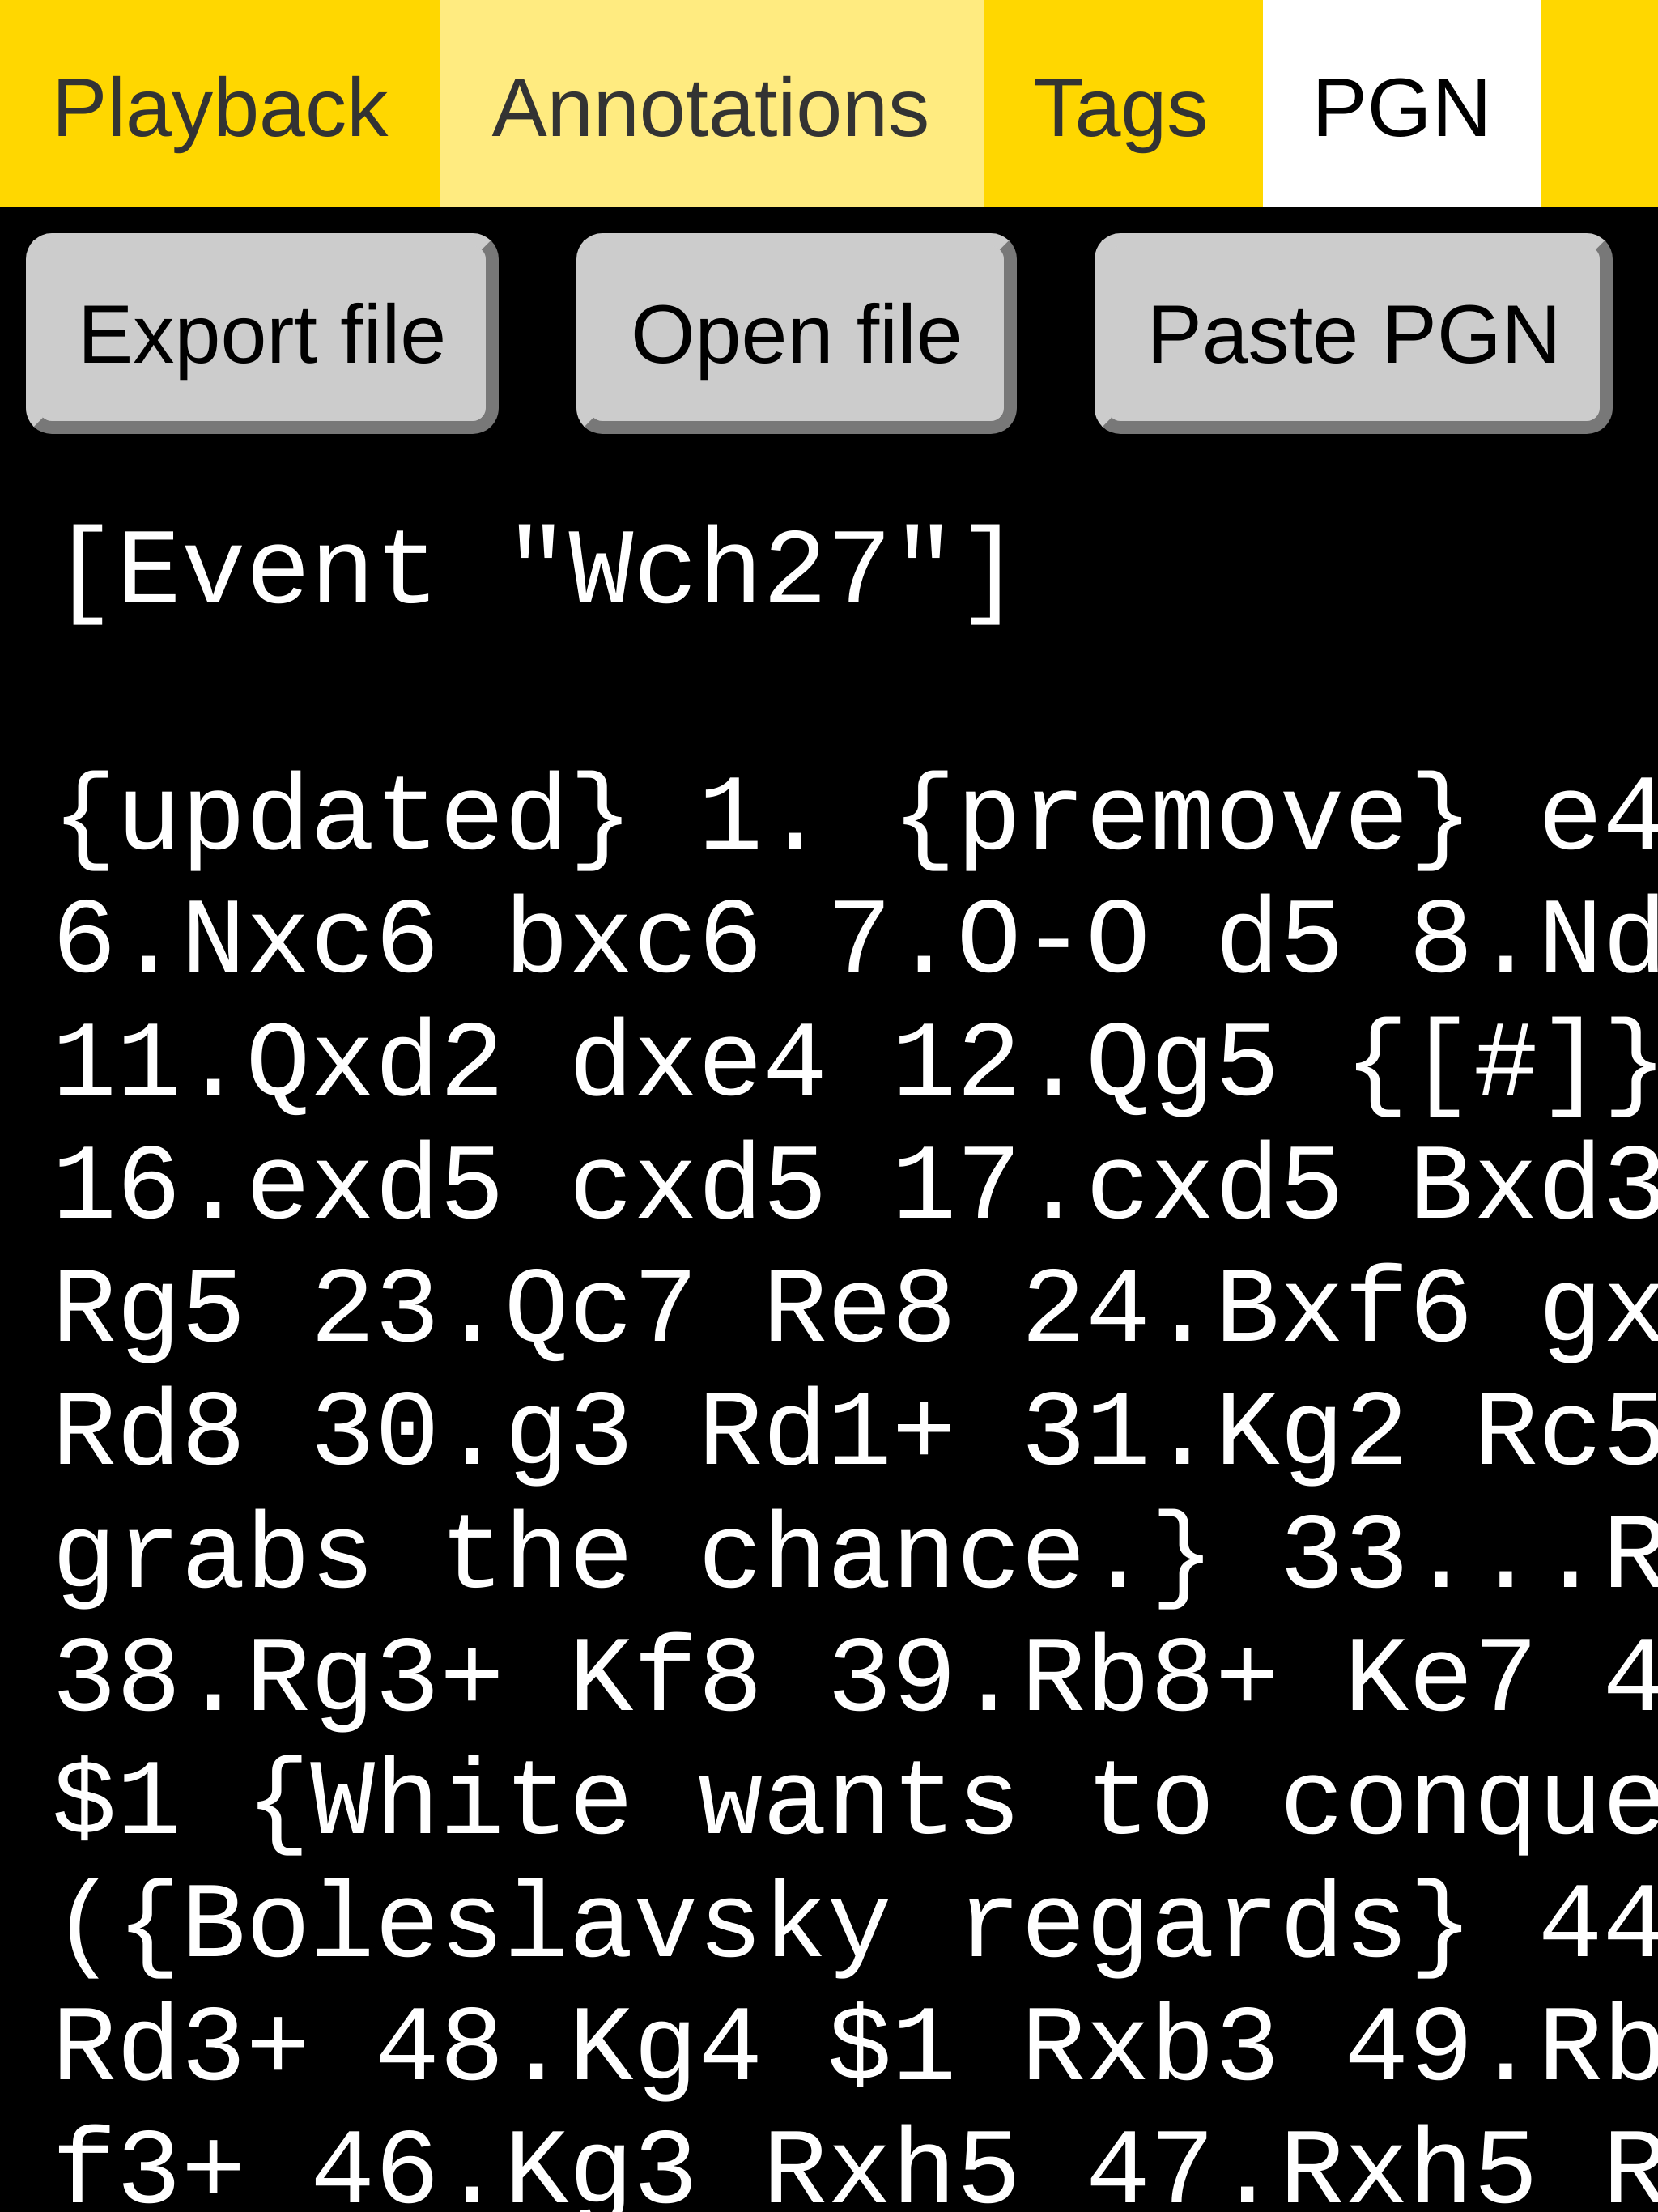 Playback Annotations Tags PGN
Export file Open file Paste PGN
[Event "Wch27"]
{updated} 1. {premove} e4
6.Nxc6 bxc6 7.O-O d5 8.Nd
11.Qxd2 dxe4 12.Qg5 {[#]}
16.exd5 cxd5 17.cxd5 Bxd3
Rg5 23.Qc7 Re8 24.Bxf6 gx
Rd8 30.g3 Rd1+ 31.Kg2 Rc5
grabs the chance.} 33...R
38.Rg3+ Kf8 39.Rb8+ Ke7 4
$1 {White wants to conque
({Boleslavsky regards} 44
Rd3+ 48.Kg4 $1 Rxb3 49.Rb
f3+ 46.Kg3 Rxh5 47.Rxh5 R